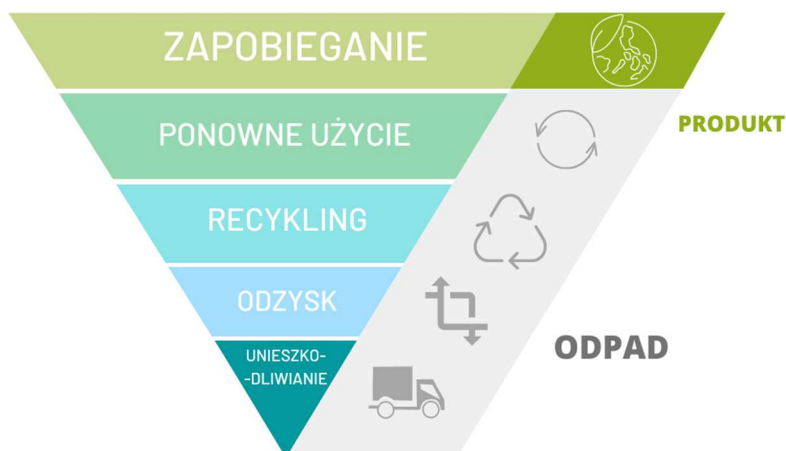 ZAPOBIEGANIE
PRODUKT
PONOWNE UŻYCIE
RECYKLING
ODZYSK
ODPAD
UNIESZKO-
-DLIWIANIE